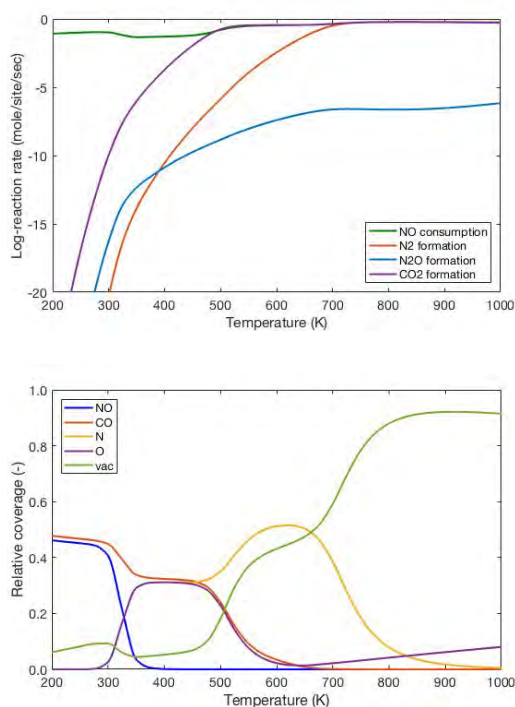 Log-reaction rate (mole/site/sec)
0
-5
-10
-15
-20
NO consumption
N2 formation
N2O formation
CO2 formation
200 300 400 500 600 700 800 900 1000
Temperature (K)
Relative coverage (-)
1.0
0.8
0.6
0.4
0.2
0.0
NO
CO
N
O
vac
200 300 400 500 600 700 800 900 1000
Temperature (K)